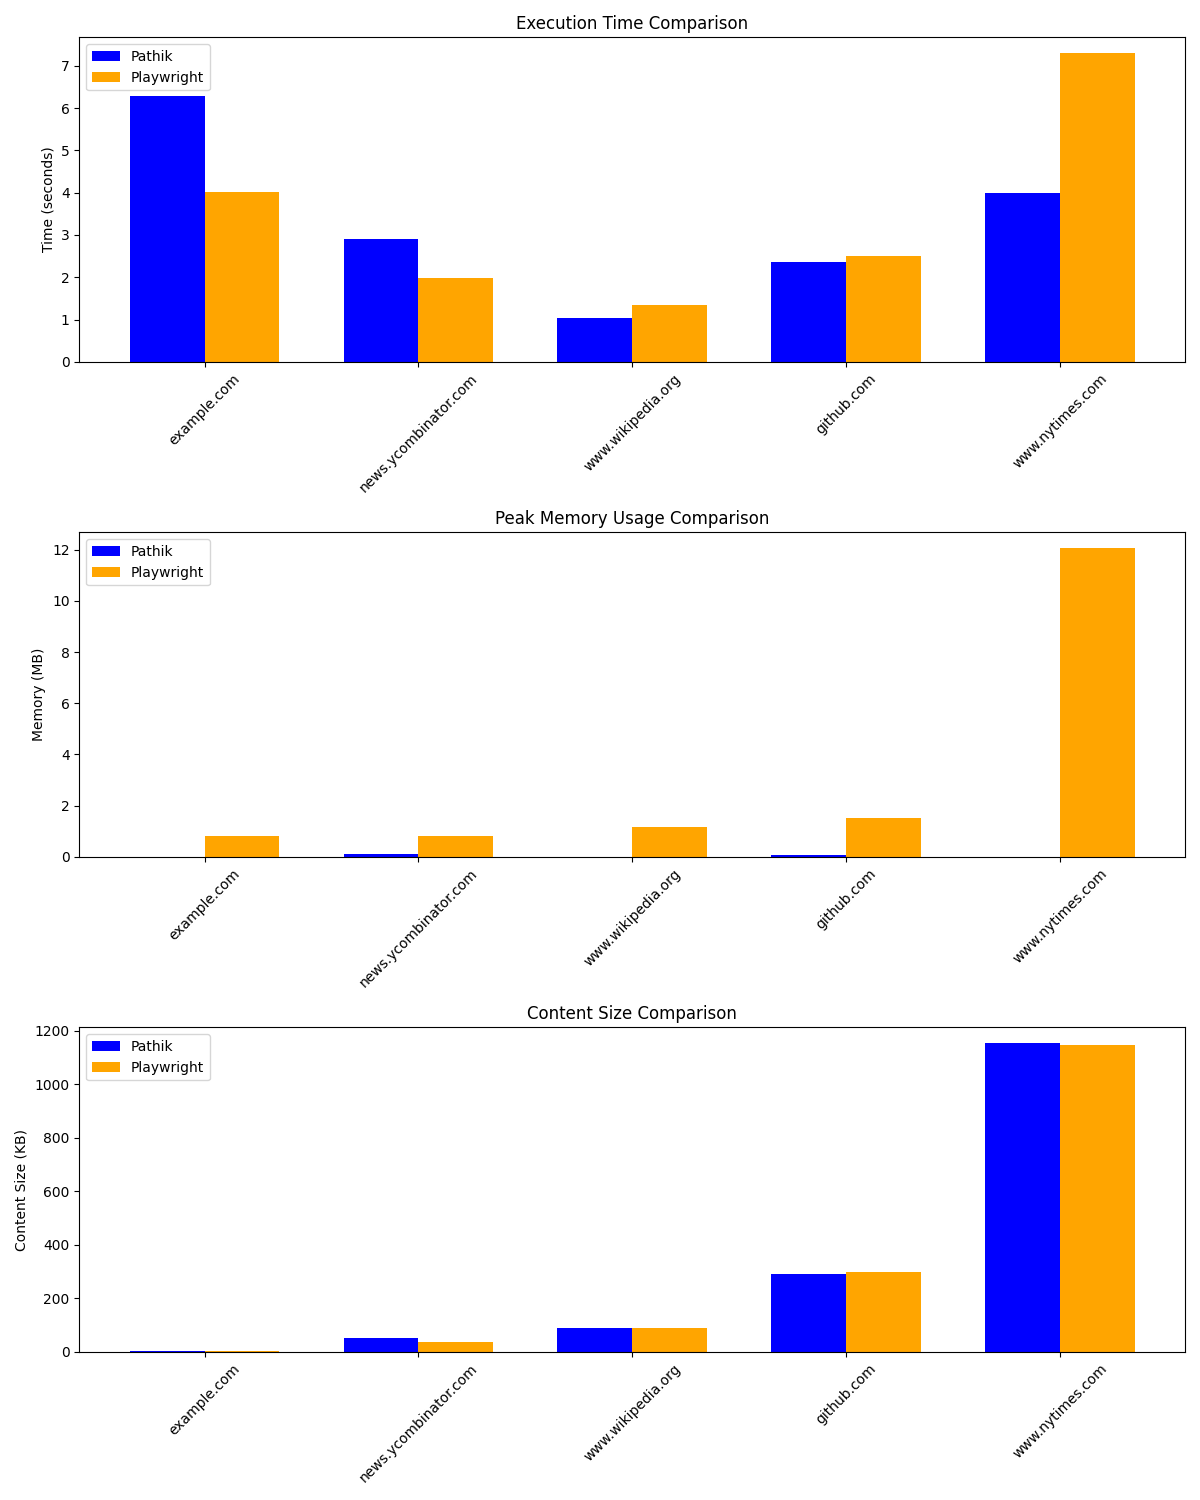 Execution Time Comparison
Pathik
Playwright
Time (seconds)
7
6
5
4
3
2
1
0
example.com
news.ycombinator.com
www.wikipedia.org
github.com
www.nytimes.com
Peak Memory Usage Comparison
Pathik
Playwright
Memory (MB)
12
10
8
6
4
2
0
example.com
news.ycombinator.com
www.wikipedia.org
github.com
www.nytimes.com
Content Size Comparison
Pathik
Playwright
Content Size (KB)
1200
1000
800
600
400
200
0
example.com
news.ycombinator.com
www.wikipedia.org
github.com
www.nytimes.com